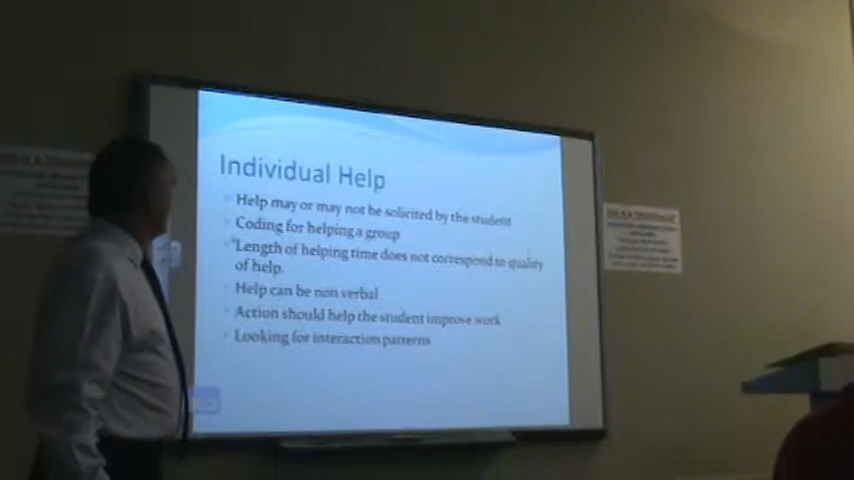 Individual Help
Help may or may not be solicited by the student
Coding for helping a group
Length of helping time does not correspond to quality
of help.
Help can be non verbal
Action should help the student improve work
Looking for interaction patterns